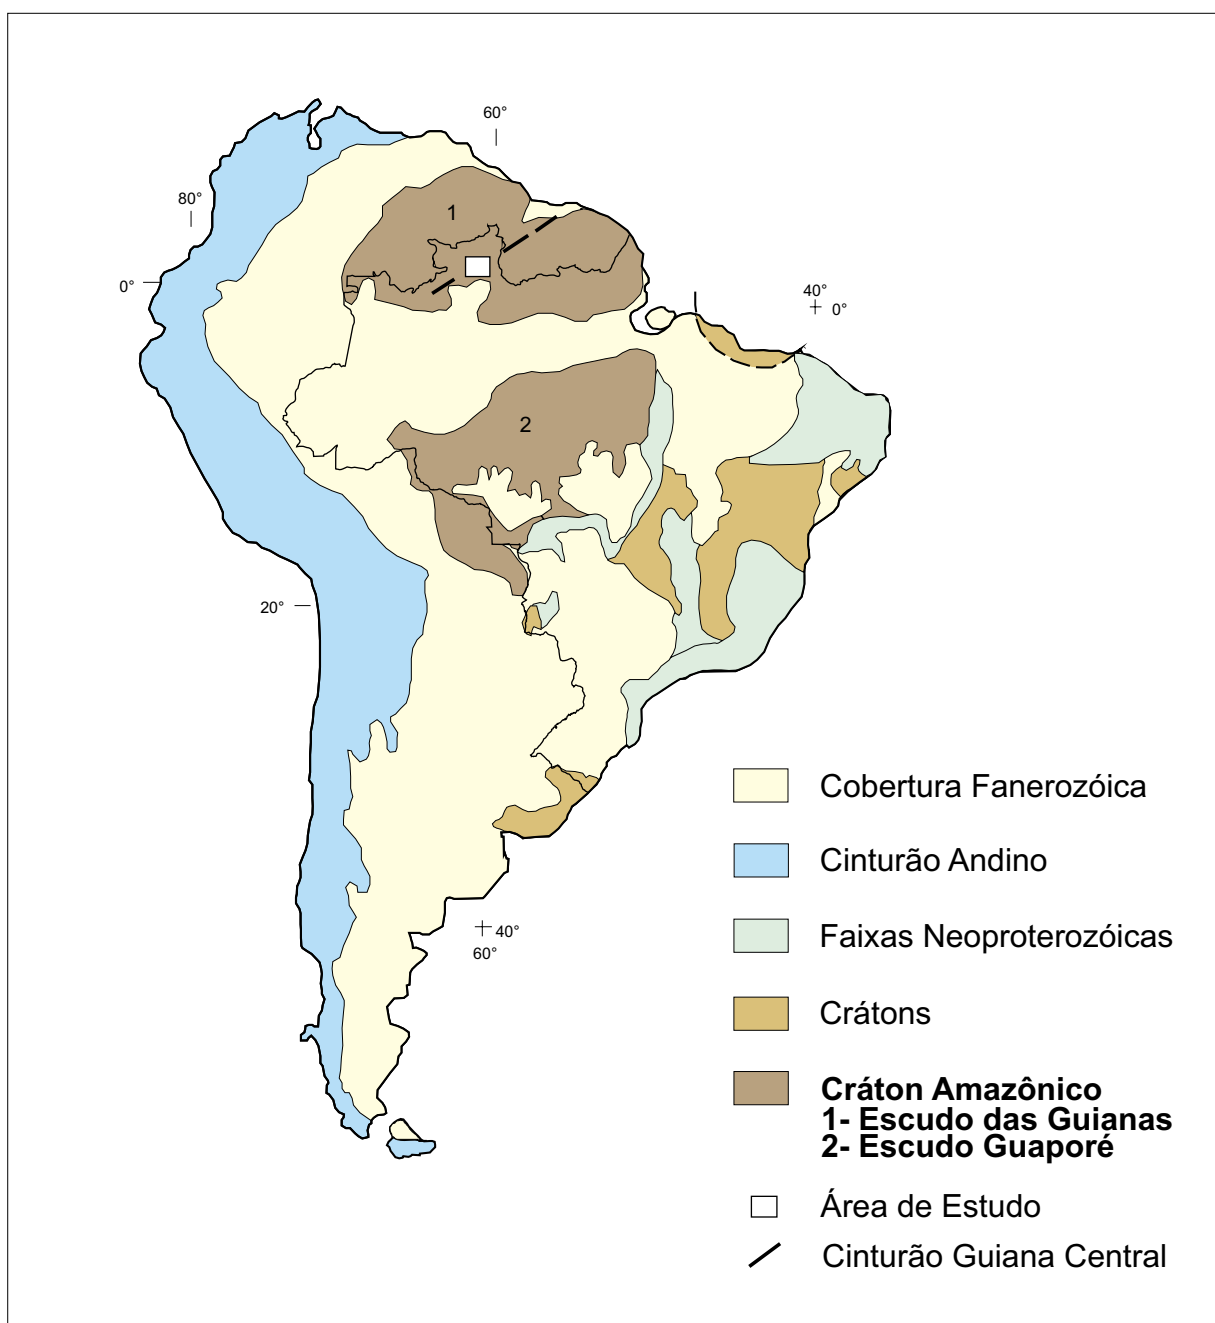 60°
80°
1
0°
40°
0°
2
20°
40°
60°
Cobertura Fanerozóica
Cinturão Andino
Faixas Neoproterozóicas
Crátons
Cráton Amazônico
1- Escudo das Guianas
2- Escudo Guaporé
Área de Estudo
Cinturão Guiana Central